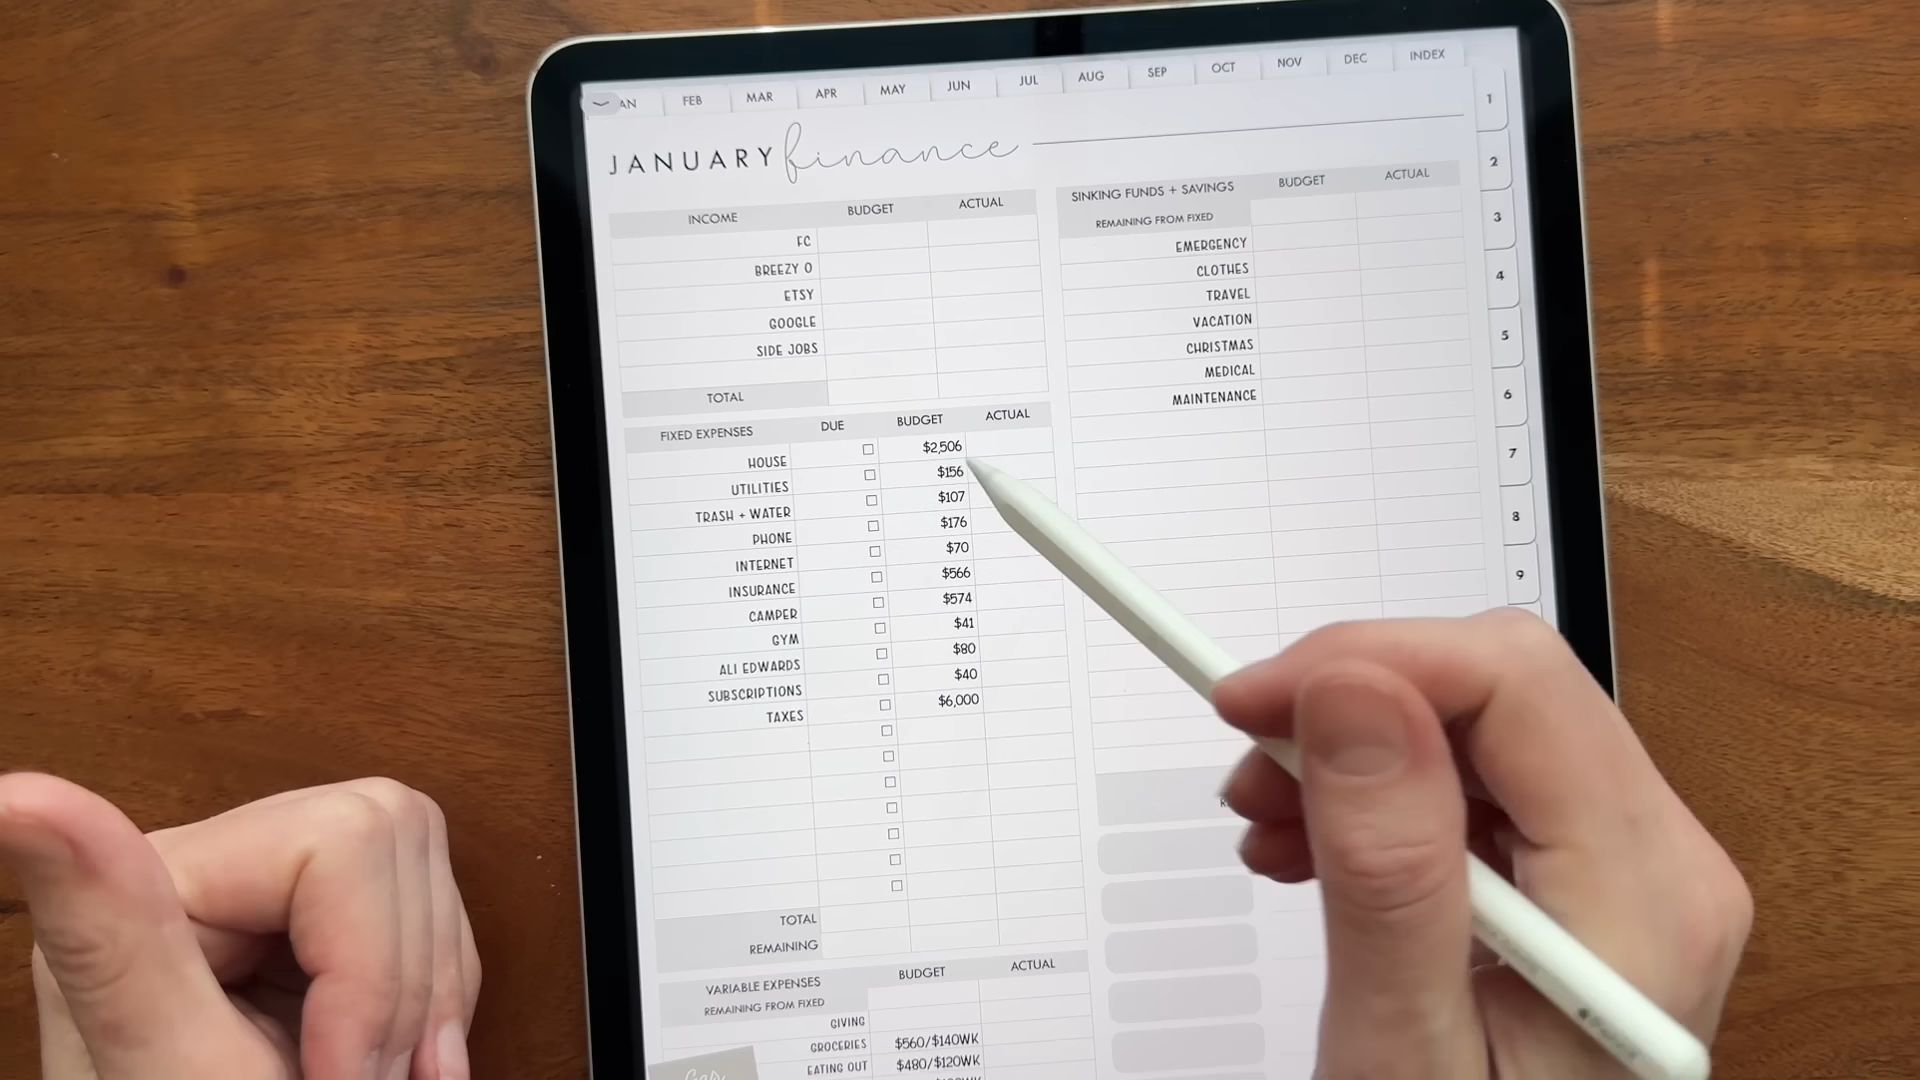 AN FEB MAR APR MAY JUN JUL AUG SEP OCT NOV DEC INDEX
JANUARY finance
INCOME BUDGET ACTUAL
FC
BREEZY O
ETSY
GOOGLE
SIDE JOBS
TOTAL
FIXED EXPENSES DUE BUDGET ACTUAL
HOUSE $2,506
UTILITIES $156
TRASH + WATER $107
PHONE $176
INTERNET $70
INSURANCE $566
CAMPER $574
GYM $41
ALI EDWARDS $80
SUBSCRIPTIONS $40
TAXES $6,000
TOTAL
REMAINING
VARIABLE EXPENSES BUDGET ACTUAL
REMAINING FROM FIXED
GIVING
GROCERIES $560/$140WK
EATING OUT $480/$120WK
SINKING FUNDS + SAVINGS BUDGET ACTUAL
REMAINING FROM FIXED
EMERGENCY
CLOTHES
TRAVEL
VACATION
CHRISTMAS
MEDICAL
MAINTENANCE
1
2
3
4
5
6
7
8
9